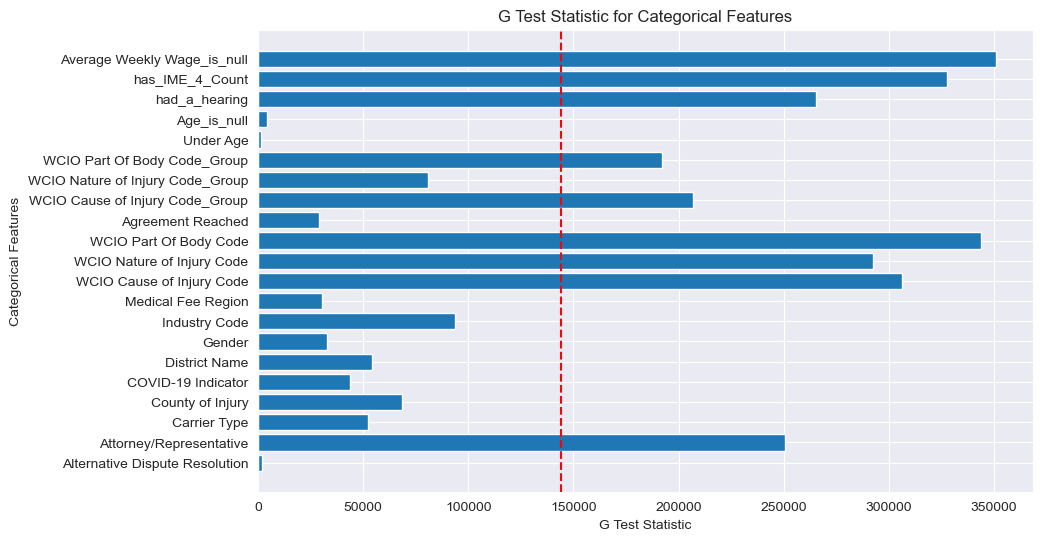 G Test Statistic for Categorical Features
Categorical Features
Average Weekly Wage_is_null
has_IME_4_Count
had_a_hearing
Age_is_null
Under Age
WCIO Part Of Body Code_Group
WCIO Nature of Injury Code_Group
WCIO Cause of Injury Code_Group
Agreement Reached
WCIO Part Of Body Code
WCIO Nature of Injury Code
WCIO Cause of Injury Code
Medical Fee Region
Industry Code
Gender
District Name
COVID-19 Indicator
County of Injury
Carrier Type
Attorney/Representative
Alternative Dispute Resolution
0 50000 100000 150000 200000 250000 300000 350000
G Test Statistic